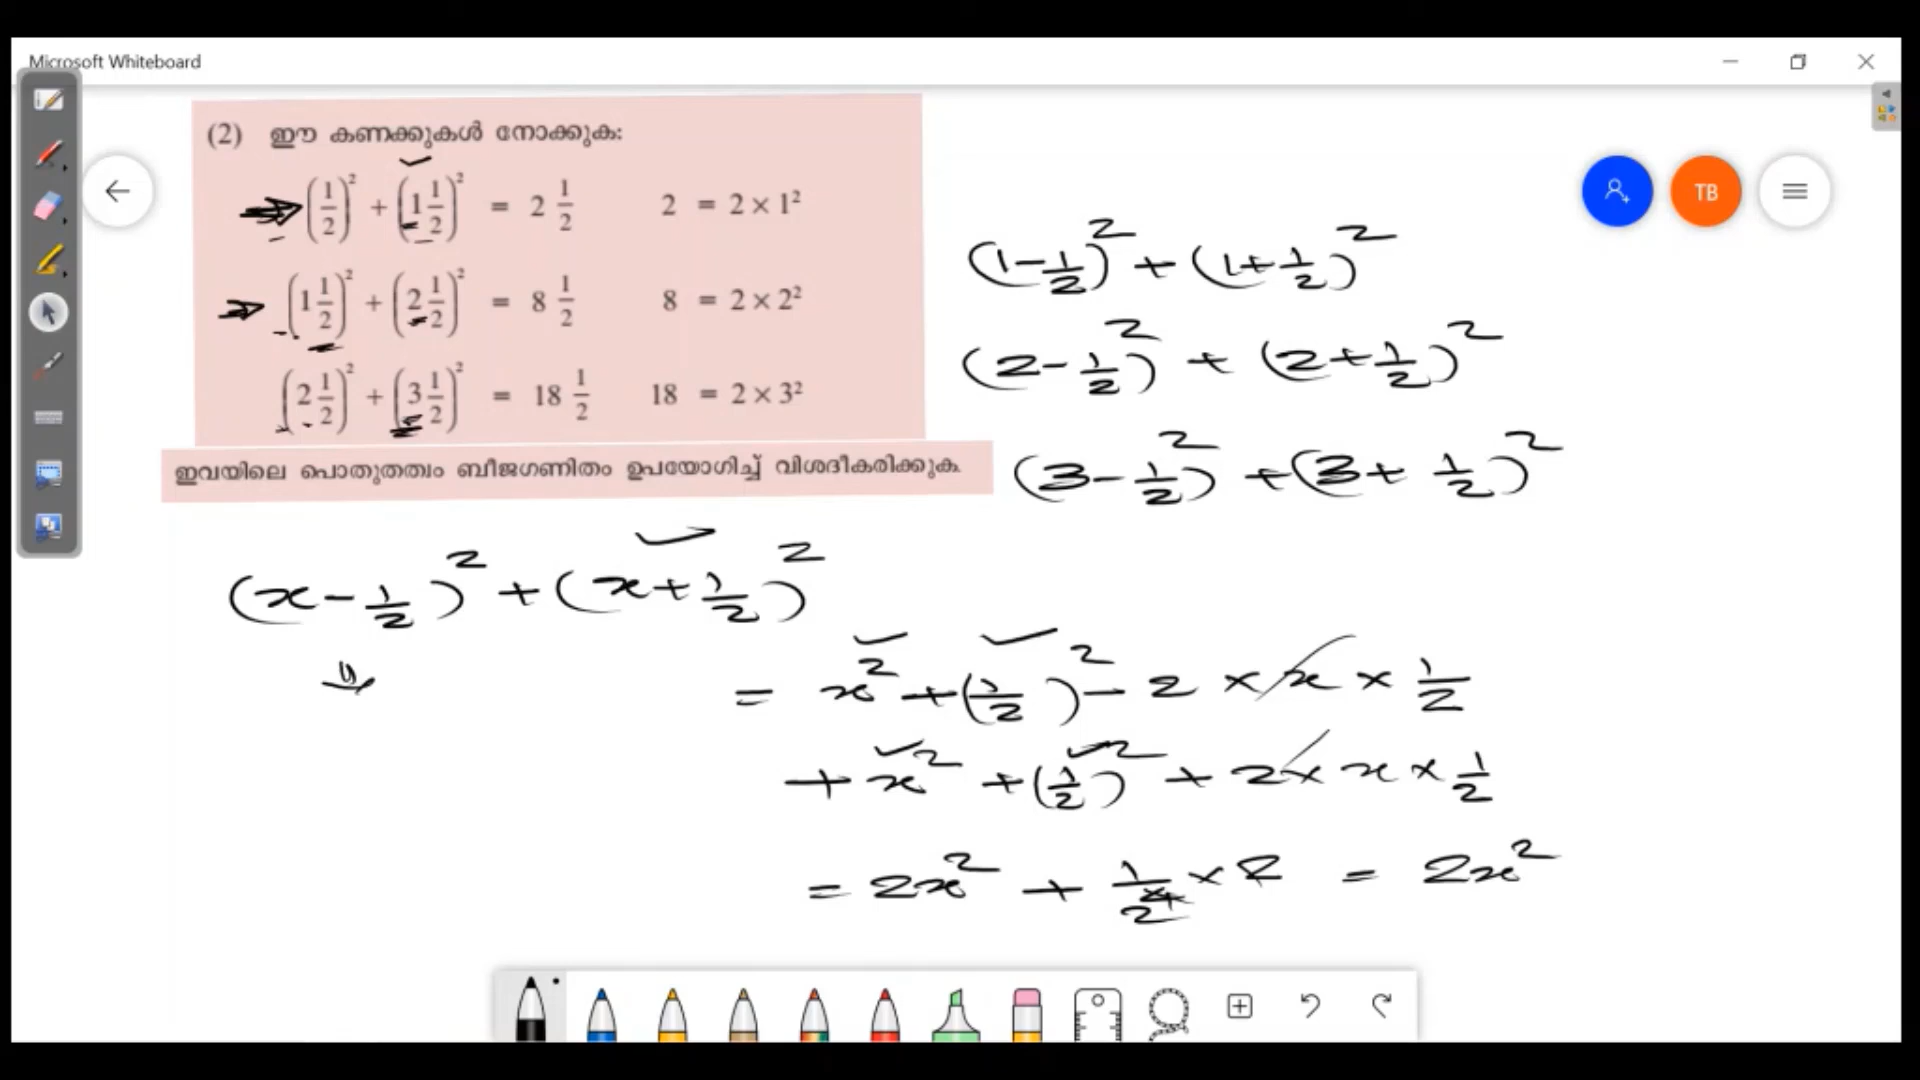 Microsoft Whiteboard
TB
(2) ഈ കണക്കുകൾ നോക്കുക:
(1/2)² + (1 1/2)² = 2 1/2   2 = 2 × 1²
(1 1/2)² + (2 1/2)² = 8 1/2   8 = 2 × 2²
(2 1/2)² + (3 1/2)² = 18 1/2   18 = 2 × 3²
ഇവയിലെ പൊതുതത്വം ബീജഗണിതം ഉപയോഗിച്ച് വിശദീകരിക്കുക.
(1 - 1/2)² + (1 + 1/2)²
(2 - 1/2)² + (2 + 1/2)²
(3 - 1/2)² + (3 + 1/2)²
(x - 1/2)² + (x + 1/2)²
= x² + (1/2)² - 2 × x × 1/2
+ x² + (1/2)² + 2 × x × 1/2
= 2x² + 1/4 × 2 = 2x²